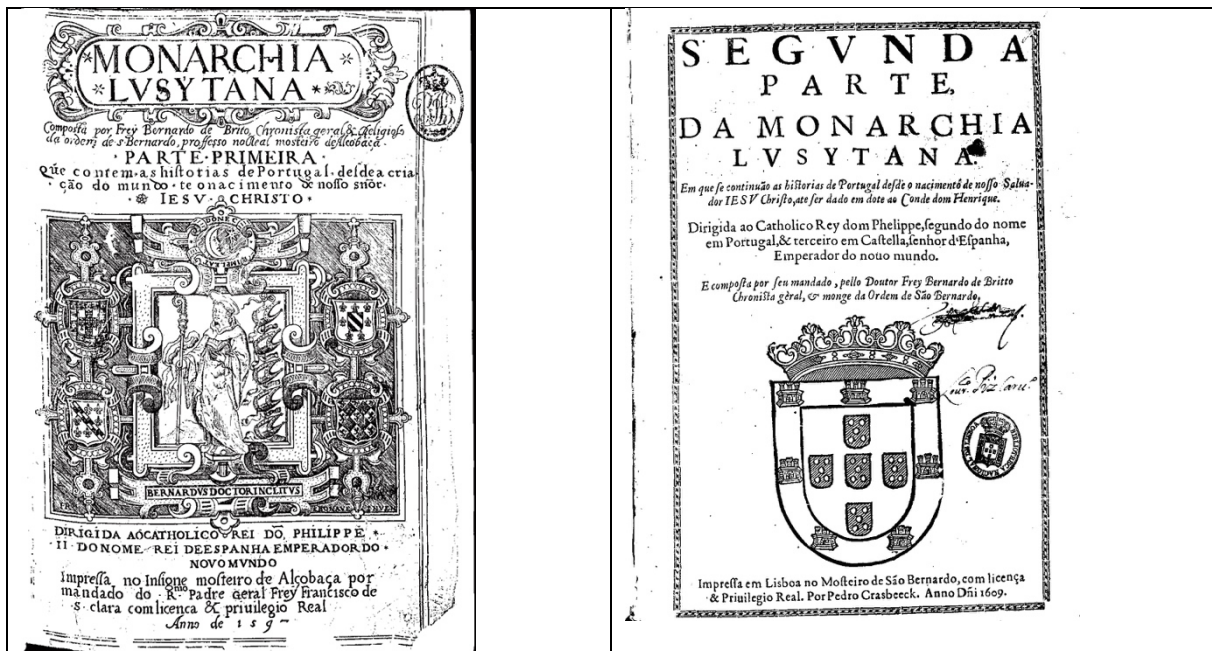 MONARCHIA
LVSYTANA
Composta por Frey Bernardo de Brito, Chronista geral & Religioso
da ordem de s. Bernardo, professo no Real mosteiro de Alcobaça.
PARTE PRIMEIRA
Que contem as historias de Portugal desde a cria
ção do mundo te o nacimento de nosso snor.
IESV CHRISTO
BERNARDVS DOCTOR INCLITVS
DIRIGIDA AO CATHOLICO REI DÕ PHILIPPE
II DO NOME REI DE ESPANHA EMPERADOR DO
NOVO MVNDO
Impressa no Insigne mosteiro de Alcobaça por
mandado do R.mo Padre geral Frey Francisco de
s. clara com licença & priuilegio Real
Anno de 159
SEGVNDA
PARTE,
DA MONARCHIA
LVSYTANA
Em que se continuão as historias de Portugal desde o nacimento de nosso Salua-
dor IESV Christo, ate ser dado em dote ao Conde dom Henrique.
Dirigida ao Catholico Rey dom Phelippe, segundo do nome
em Portugal, & terceiro em Castella, senhor d'Espanha,
Emperador do nouo mundo.
E composta por seu mandado, pello Doutor Frey Bernardo de Britto
Chronista gèral, & monge da Ordem de São Bernardo,
Impressa em Lisboa no Mosteiro de São Bernardo, com licença
& Priuilegio Real. Por Pedro Crasbeeck. Anno Dñi 1609.